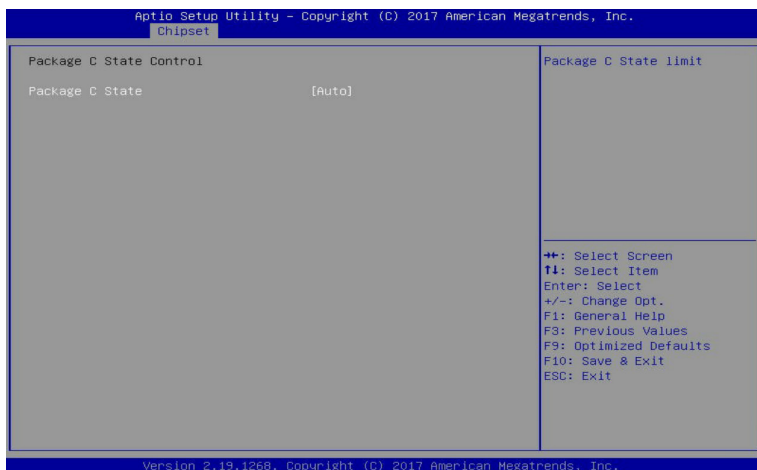 Aptio Setup Utility – Copyright (C) 2017 American Megatrends, Inc.
Chipset
Package C State Control
Package C State [Auto]
Package C State limit
→←: Select Screen
↑↓: Select Item
Enter: Select
+/-: Change Opt.
F1: General Help
F3: Previous Values
F9: Optimized Defaults
F10: Save & Exit
ESC: Exit
Version 2.19.1268. Copyright (C) 2017 American Megatrends, Inc.